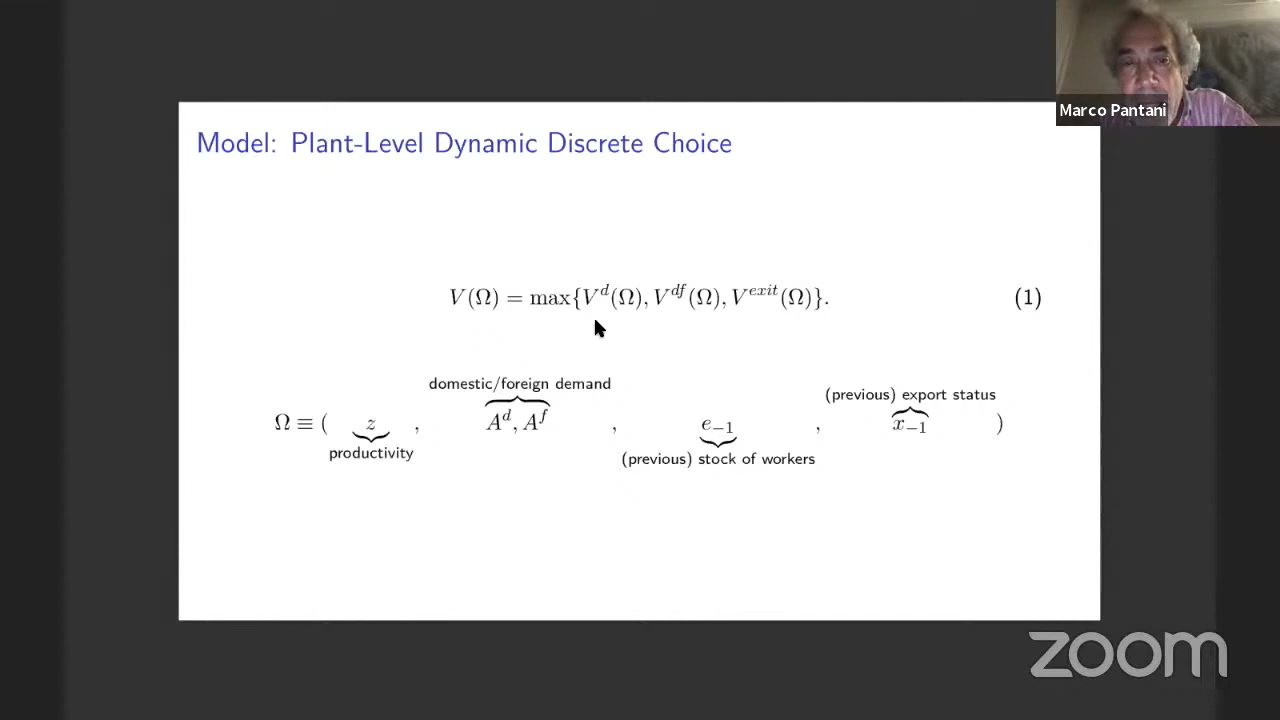 Marco Pantani
Model: Plant-Level Dynamic Discrete Choice
V(Ω) = max{V^d(Ω), V^{df}(Ω), V^{exit}(Ω)}. (1)
domestic/foreign demand
(previous) export status
Ω ≡ ( z , A^d, A^f , e_{−1} , x_{−1} )
productivity
(previous) stock of workers
zoom